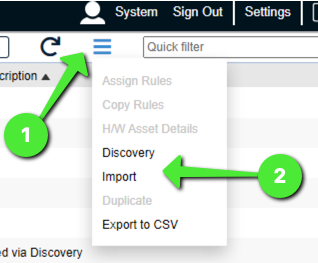 System Sign Out Settings
Quick filter
cription ▲
Assign Rules
Copy Rules
H/W Asset Details
Discovery
Import
Duplicate
Export to CSV
ed via Discovery
1
2